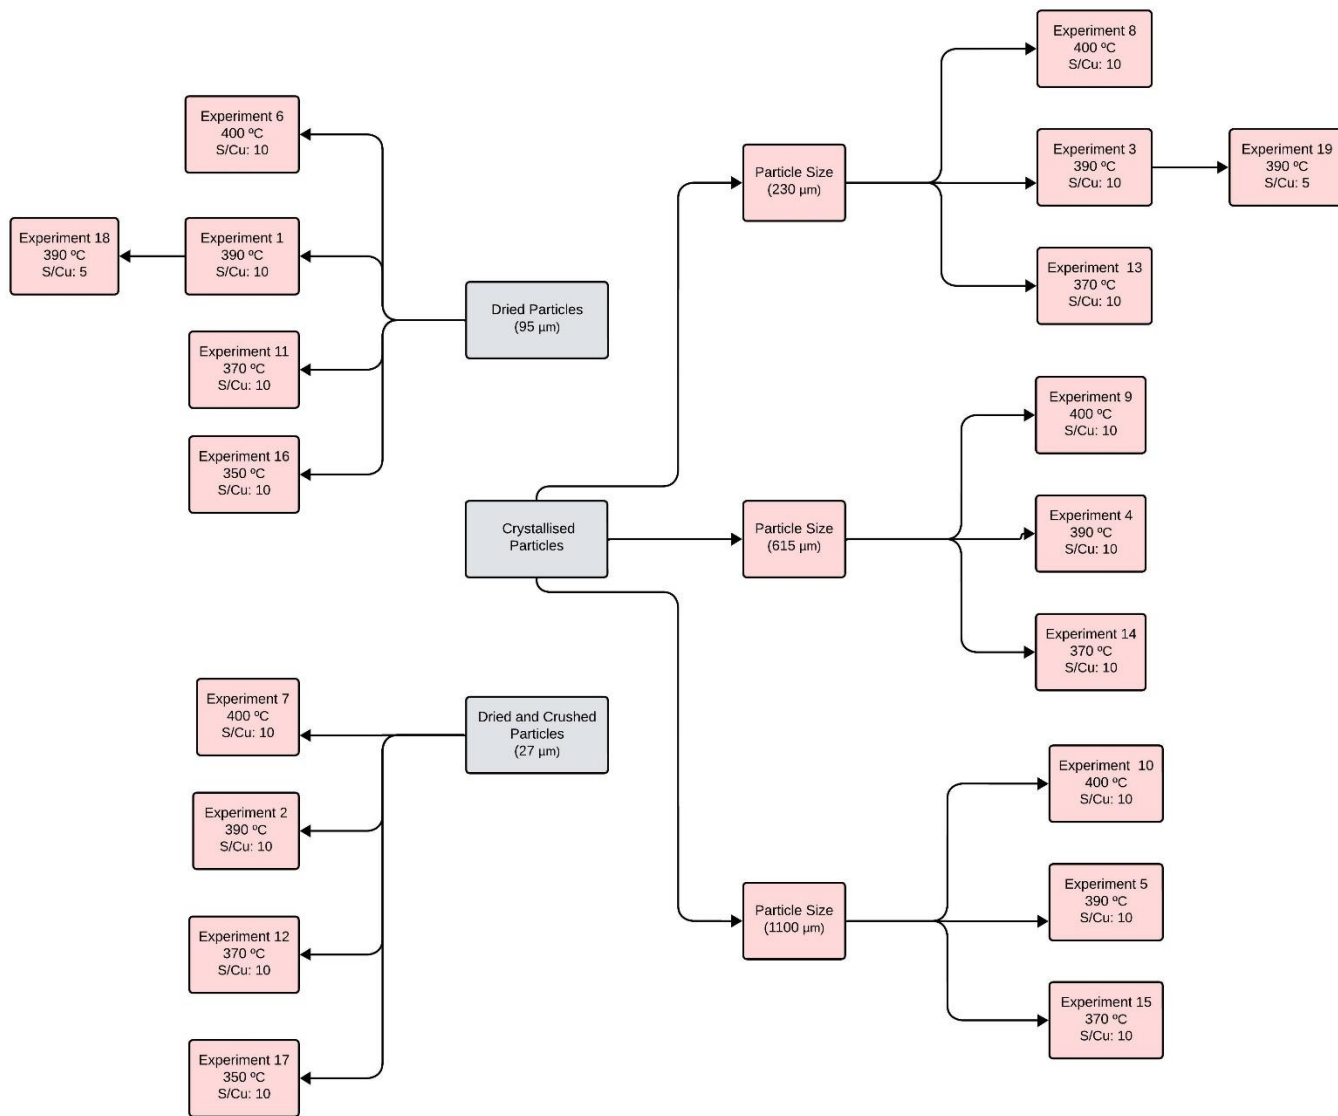 Experiment 8
400 ºC
S/Cu: 10
Experiment 6
400 ºC
S/Cu: 10
Particle Size
(230 µm)
Experiment 3
390 ºC
S/Cu: 10
Experiment 19
390 ºC
S/Cu: 5
Experiment 18
390 ºC
S/Cu: 5
Experiment 1
390 ºC
S/Cu: 10
Experiment 13
370 ºC
S/Cu: 10
Dried Particles
(95 µm)
Experiment 11
370 ºC
S/Cu: 10
Experiment 9
400 ºC
S/Cu: 10
Experiment 16
350 ºC
S/Cu: 10
Crystallised
Particles
Particle Size
(615 µm)
Experiment 4
390 ºC
S/Cu: 10
Experiment 14
370 ºC
S/Cu: 10
Experiment 7
400 ºC
S/Cu: 10
Dried and Crushed
Particles
(27 µm)
Experiment 10
400 ºC
S/Cu: 10
Experiment 2
390 ºC
S/Cu: 10
Particle Size
(1100 µm)
Experiment 5
390 ºC
S/Cu: 10
Experiment 12
370 ºC
S/Cu: 10
Experiment 15
370 ºC
S/Cu: 10
Experiment 17
350 ºC
S/Cu: 10